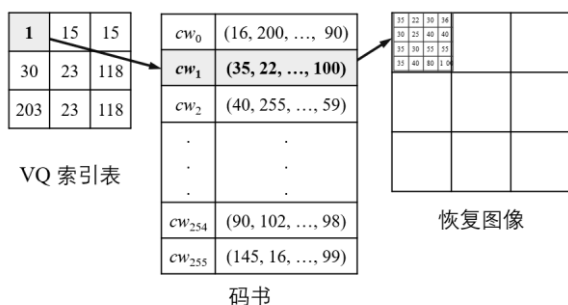 1 15 15
30 23 118
203 23 118
VQ 索引表
cw0 (16, 200, …, 90)
cw1 (35, 22, …, 100)
cw2 (40, 255, …, 59)
. .
. .
. .
cw254 (90, 102, …, 98)
cw255 (145, 16, …, 99)
码书
35 22 30 36
30 25 40 40
35 30 55 55
35 40 80 1 00
恢复图像